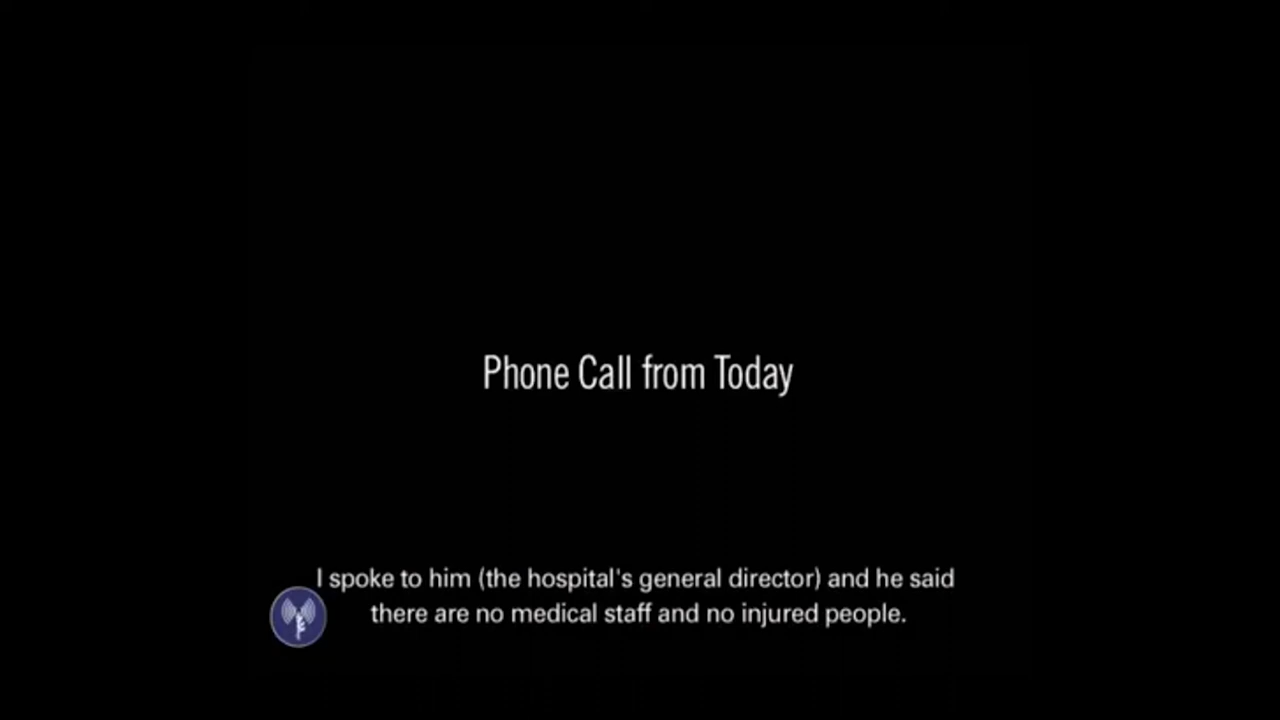 Phone Call from Today
I spoke to him (the hospital's general director) and he said
there are no medical staff and no injured people.